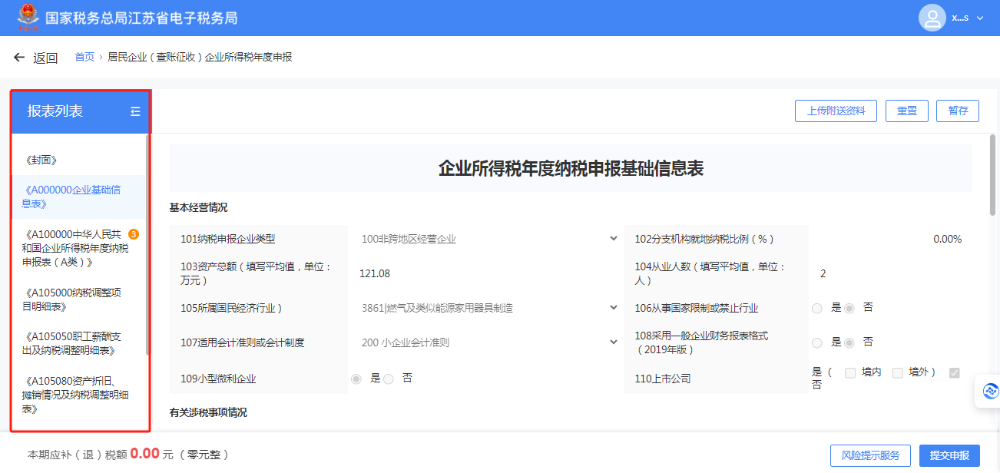 国家税务总局江苏省电子税务局
x...s
返回
首页 › 居民企业（查账征收）企业所得税年度申报
报表列表
上传附送资料 重置 暂存
《封面》
《A000000企业基础信
息表》
《A100000中华人民共 3
和国企业所得税年度纳税
申报表（A类）》
《A105000纳税调整项
目明细表》
《A105050职工薪酬支
出及纳税调整明细表》
《A105080资产折旧、
摊销情况及纳税调整明细
表》
企业所得税年度纳税申报基础信息表
基本经营情况
101纳税申报企业类型 100非跨地区经营企业 102分支机构就地纳税比例（%） 0.00%
103资产总额（填写平均值，单位：
万元）
121.08
104从业人数（填写平均值，单位：
人）
2
105所属国民经济行业） 3861|燃气及类似能源家用器具制造 106从事国家限制或禁止行业 是 否
107适用会计准则或会计制度 200 小企业会计准则
108采用一般企业财务报表格式
（2019年版）
是 否
109小型微利企业 是 否 110上市公司
是（ 境内 境外）
否
有关涉税事项情况
本期应补（退）税额 0.00 元（零元整）
风险提示服务 提交申报